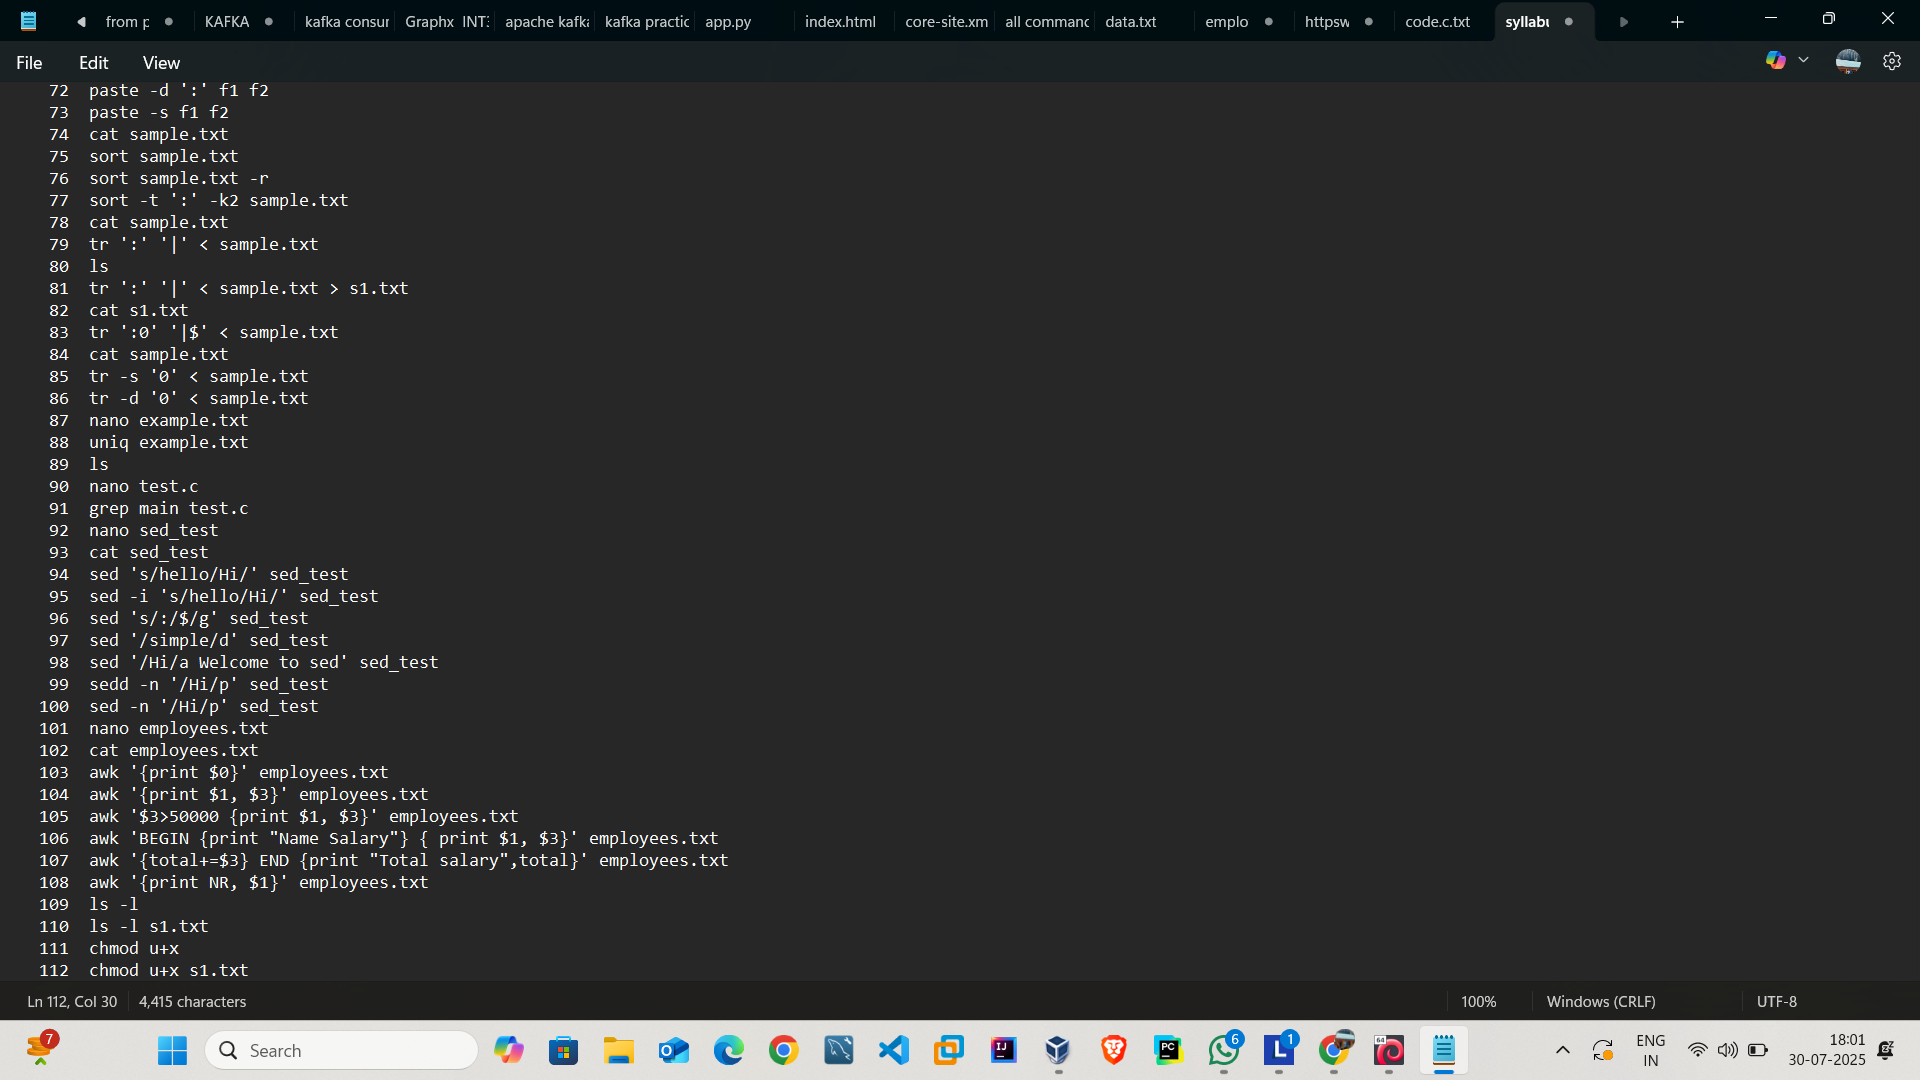 from p
KAFKA
kafka consur
Graphx INT
apache kafka
kafka practic
app.py
index.html
core-site.xm
all command
data.txt
emplo
httpsw
code.c.txt
syllabu
File Edit View
72 paste -d ':' f1 f2
73 paste -s f1 f2
74 cat sample.txt
75 sort sample.txt
76 sort sample.txt -r
77 sort -t ':' -k2 sample.txt
78 cat sample.txt
79 tr ':' '|' < sample.txt
80 ls
81 tr ':' '|' < sample.txt > s1.txt
82 cat s1.txt
83 tr ':0' '|$' < sample.txt
84 cat sample.txt
85 tr -s '0' < sample.txt
86 tr -d '0' < sample.txt
87 nano example.txt
88 uniq example.txt
89 ls
90 nano test.c
91 grep main test.c
92 nano sed_test
93 cat sed_test
94 sed 's/hello/Hi/' sed_test
95 sed -i 's/hello/Hi/' sed_test
96 sed 's/:/$/g' sed_test
97 sed '/simple/d' sed_test
98 sed '/Hi/a Welcome to sed' sed_test
99 sedd -n '/Hi/p' sed_test
100 sed -n '/Hi/p' sed_test
101 nano employees.txt
102 cat employees.txt
103 awk '{print $0}' employees.txt
104 awk '{print $1, $3}' employees.txt
105 awk '$3>50000 {print $1, $3}' employees.txt
106 awk 'BEGIN {print "Name Salary"} { print $1, $3}' employees.txt
107 awk '{total+=$3} END {print "Total salary",total}' employees.txt
108 awk '{print NR, $1}' employees.txt
109 ls -l
110 ls -l s1.txt
111 chmod u+x
112 chmod u+x s1.txt
Ln 112, Col 30 4,415 characters 100% Windows (CRLF) UTF-8
7
Search
6
1
ENG
IN
18:01
30-07-2025